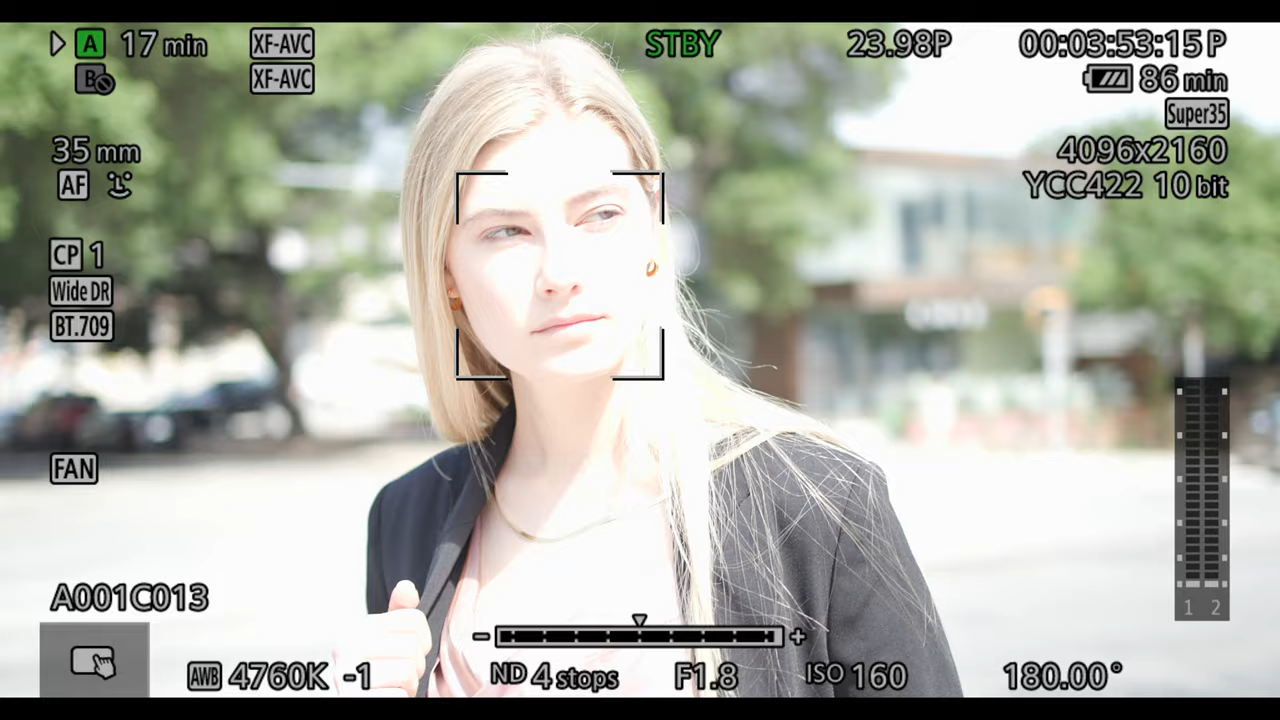 A 17 min XF-AVC STBY 23.98P 00:03:53:15 P
B XF-AVC 86 min
Super35
35 mm 4096x2160
AF YCC422 10 bit
CP 1
Wide DR
BT.709
FAN
1 2
A001C013
- +
AWB 4760K -1 ND 4 stops F1.8 ISO 160 180.00°